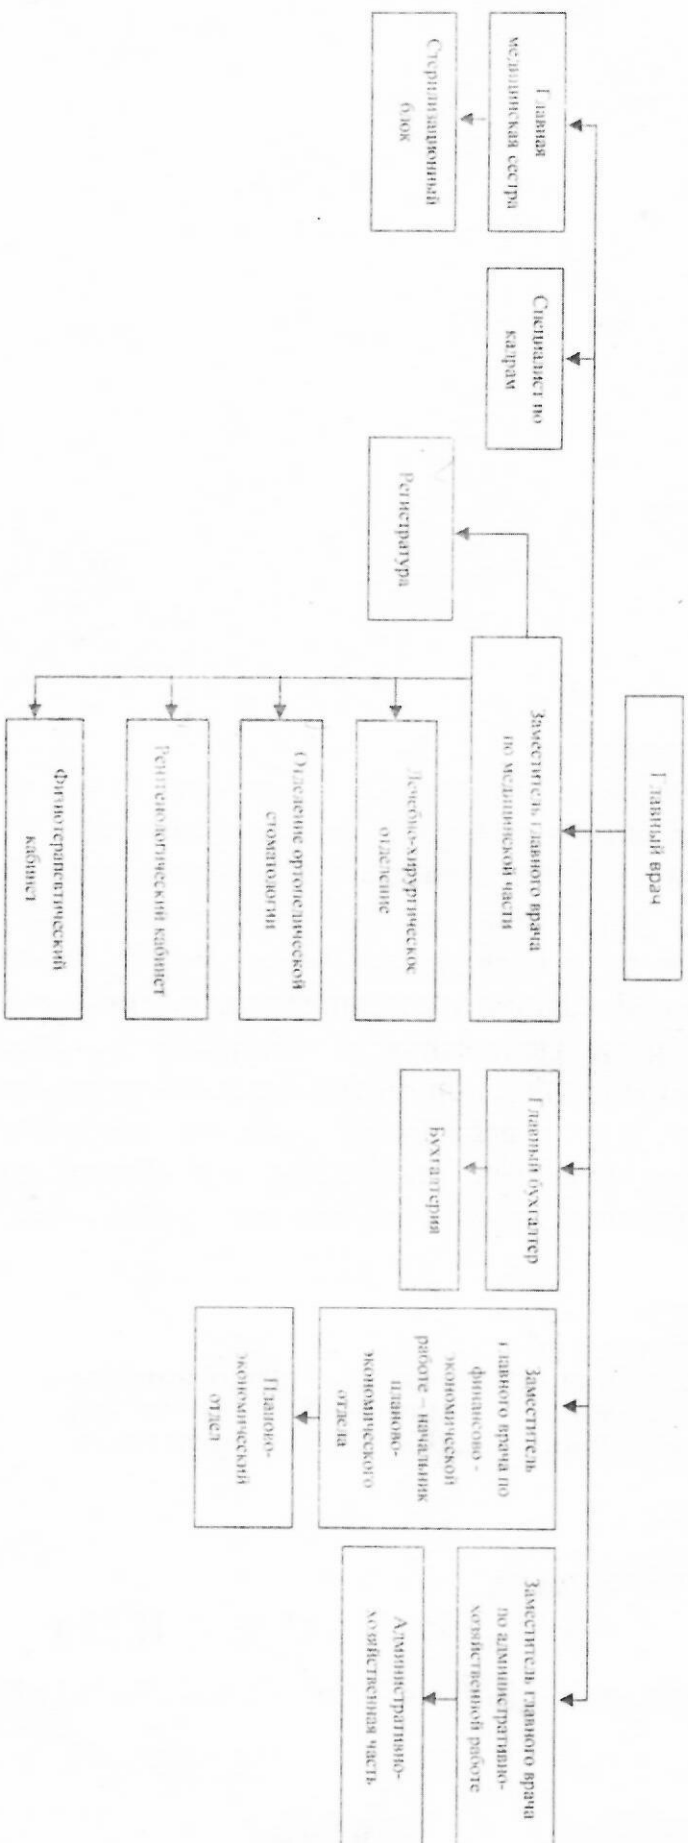 Главный врач
Главная
медицинская сестра
Специалист по
кадрам
Заместитель главного врача
по медицинской части
Главный бухгалтер
Заместитель
главного врача по
финансово -
экономической
работе – начальник
планово-
экономического
отдела
Заместитель главного врача
по административно-
хозяйственной работе
Стерилизационный
блок
Регистратура
Лечебно-хирургическое
отделение
Отделение ортопедической
стоматологии
Рентгенологический кабинет
Физиотерапевтический
кабинет
Бухгалтерия
Планово-
экономический
отдел
Административно-
хозяйственная часть